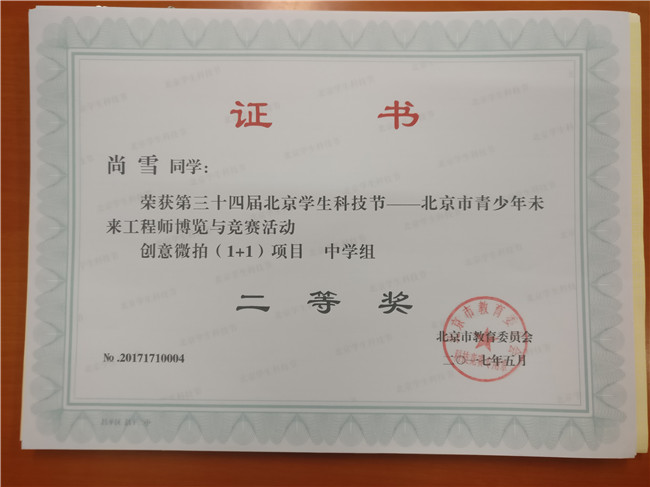 证 书
尚 雪 同学：
荣获第三十四届北京学生科技节——北京市青少年未
来工程师博览与竞赛活动
创意微拍（1+1）项目 中学组
二 等 奖
北京市教育委员会
No.20171710004
二〇一七年五月